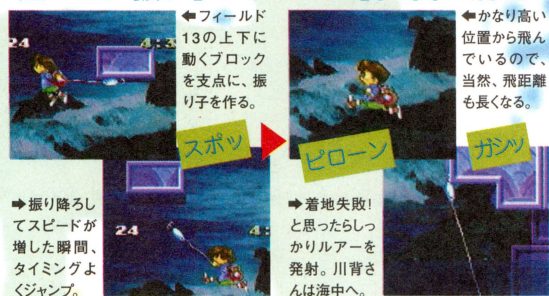 24
4:3
⬅フィールド
13の上下に
動くブロック
を支点に、振
り子を作る。
スポッ
➡振り降ろし
てスピードが
増した瞬間、
タイミングよ
くジャンプ。
24
4:
⬅かなり高い
位置から飛ん
でいるので、
当然、飛距離
も長くなる。
ピローン
ガシッ
➡着地失敗!
と思ったらしっ
かりルアーを
発射。川背さ
んは海中へ。